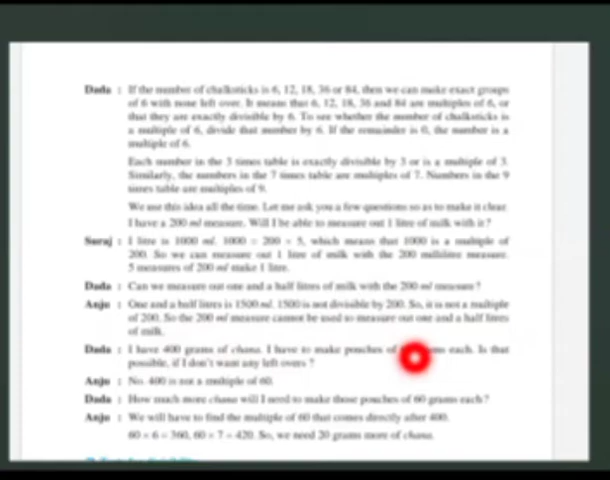 Dada : If the number of chalksticks is 6, 12, 18, 36 or 84, then we can make exact groups
of 6 with none left over. It means that 6, 12, 18, 36 and 84 are multiples of 6, or
that they are exactly divisible by 6. To see whether the number of chalksticks is
a multiple of 6, divide that number by 6. If the remainder is 0, the number is a
multiple of 6.
Each number in the 3 times table is exactly divisible by 3 or is a multiple of 3.
Similarly, the numbers in the 7 times table are multiples of 7. Numbers in the 9
times table are multiples of 9.
We use this idea all the time. Let me ask you a few questions so as to make it clear.
I have a 200 ml measure. Will I be able to measure out 1 litre of milk with it?
Suraj : 1 litre is 1000 ml. 1000 = 200 × 5, which means that 1000 is a multiple of
200. So we can measure out 1 litre of milk with the 200 millilitre measure.
5 measures of 200 ml make 1 litre.
Dada : Can we measure out one and a half litres of milk with the 200 ml measure?
Anju : One and a half litres is 1500 ml. 1500 is not divisible by 200. So, it is not a multiple
of 200. So the 200 ml measure cannot be used to measure out one and a half litres
of milk.
Dada : I have 400 grams of chana. I have to make pouches of each. Is that
possible, if I don't want any left overs ?
Anju : No. 400 is not a multiple of 60.
Dada : How much more chana will I need to make those pouches of 60 grams each?
Anju : We will have to find the multiple of 60 that comes directly after 400.
60 × 6 = 360, 60 × 7 = 420. So, we need 20 grams more of chana.